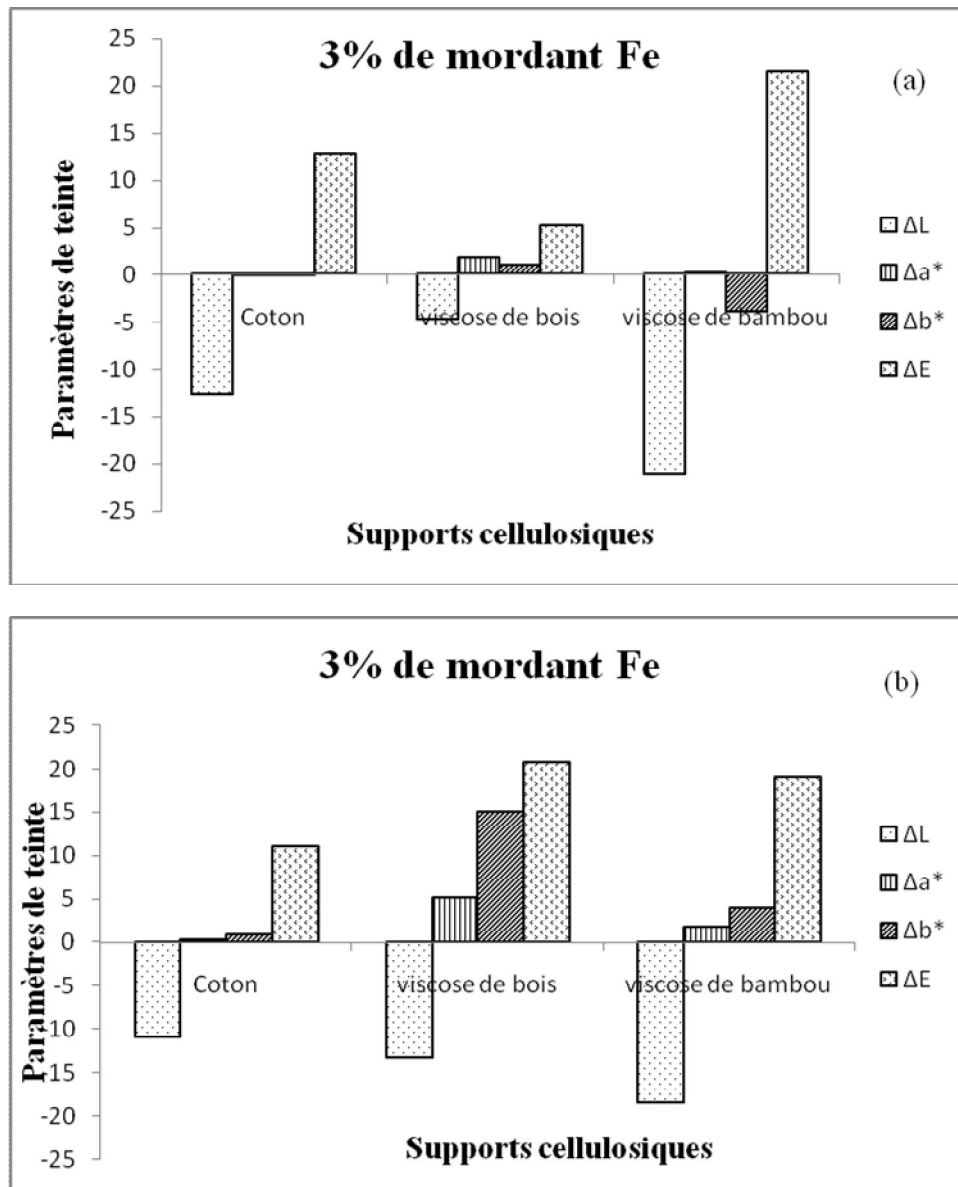 3% de mordant Fe
(a)
25
20
15
10
5
0
-5
-10
-15
-20
-25
Paramètres de teinte
Coton
viscose de bois
viscose de bambou
Supports cellulosiques
ΔL
Δa*
Δb*
ΔE
3% de mordant Fe
(b)
25
20
15
10
5
0
-5
-10
-15
-20
-25
Paramètres de teinte
Coton
viscose de bois
viscose de bambou
Supports cellulosiques
ΔL
Δa*
Δb*
ΔE